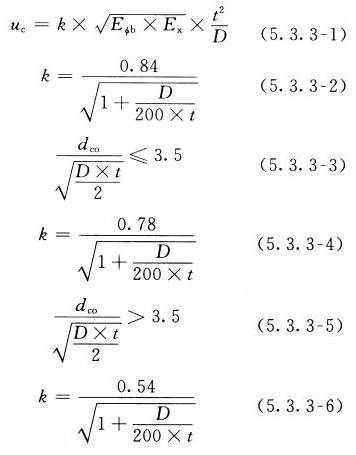 u_c = k × √(E_φb × E_x) × t²/D (5.3.3-1)
k = 0.84 / √(1 + D/(200 × t)) (5.3.3-2)
d_co / √((D × t)/2) ⩽ 3.5 (5.3.3-3)
k = 0.78 / √(1 + D/(200 × t)) (5.3.3-4)
d_co / √((D × t)/2) > 3.5 (5.3.3-5)
k = 0.54 / √(1 + D/(200 × t)) (5.3.3-6)